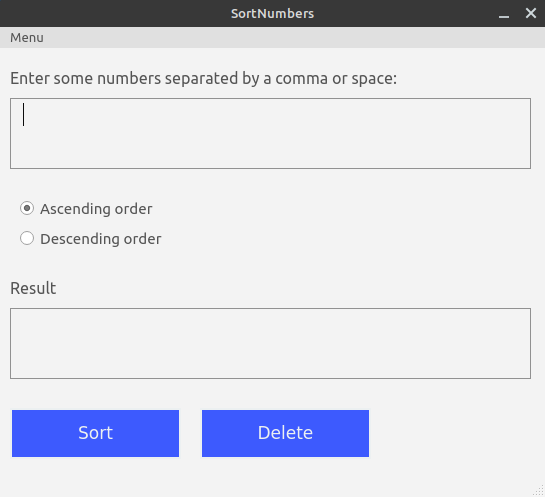 SortNumbers
Menu
Enter some numbers separated by a comma or space:
Ascending order
Descending order
Result
Sort Delete